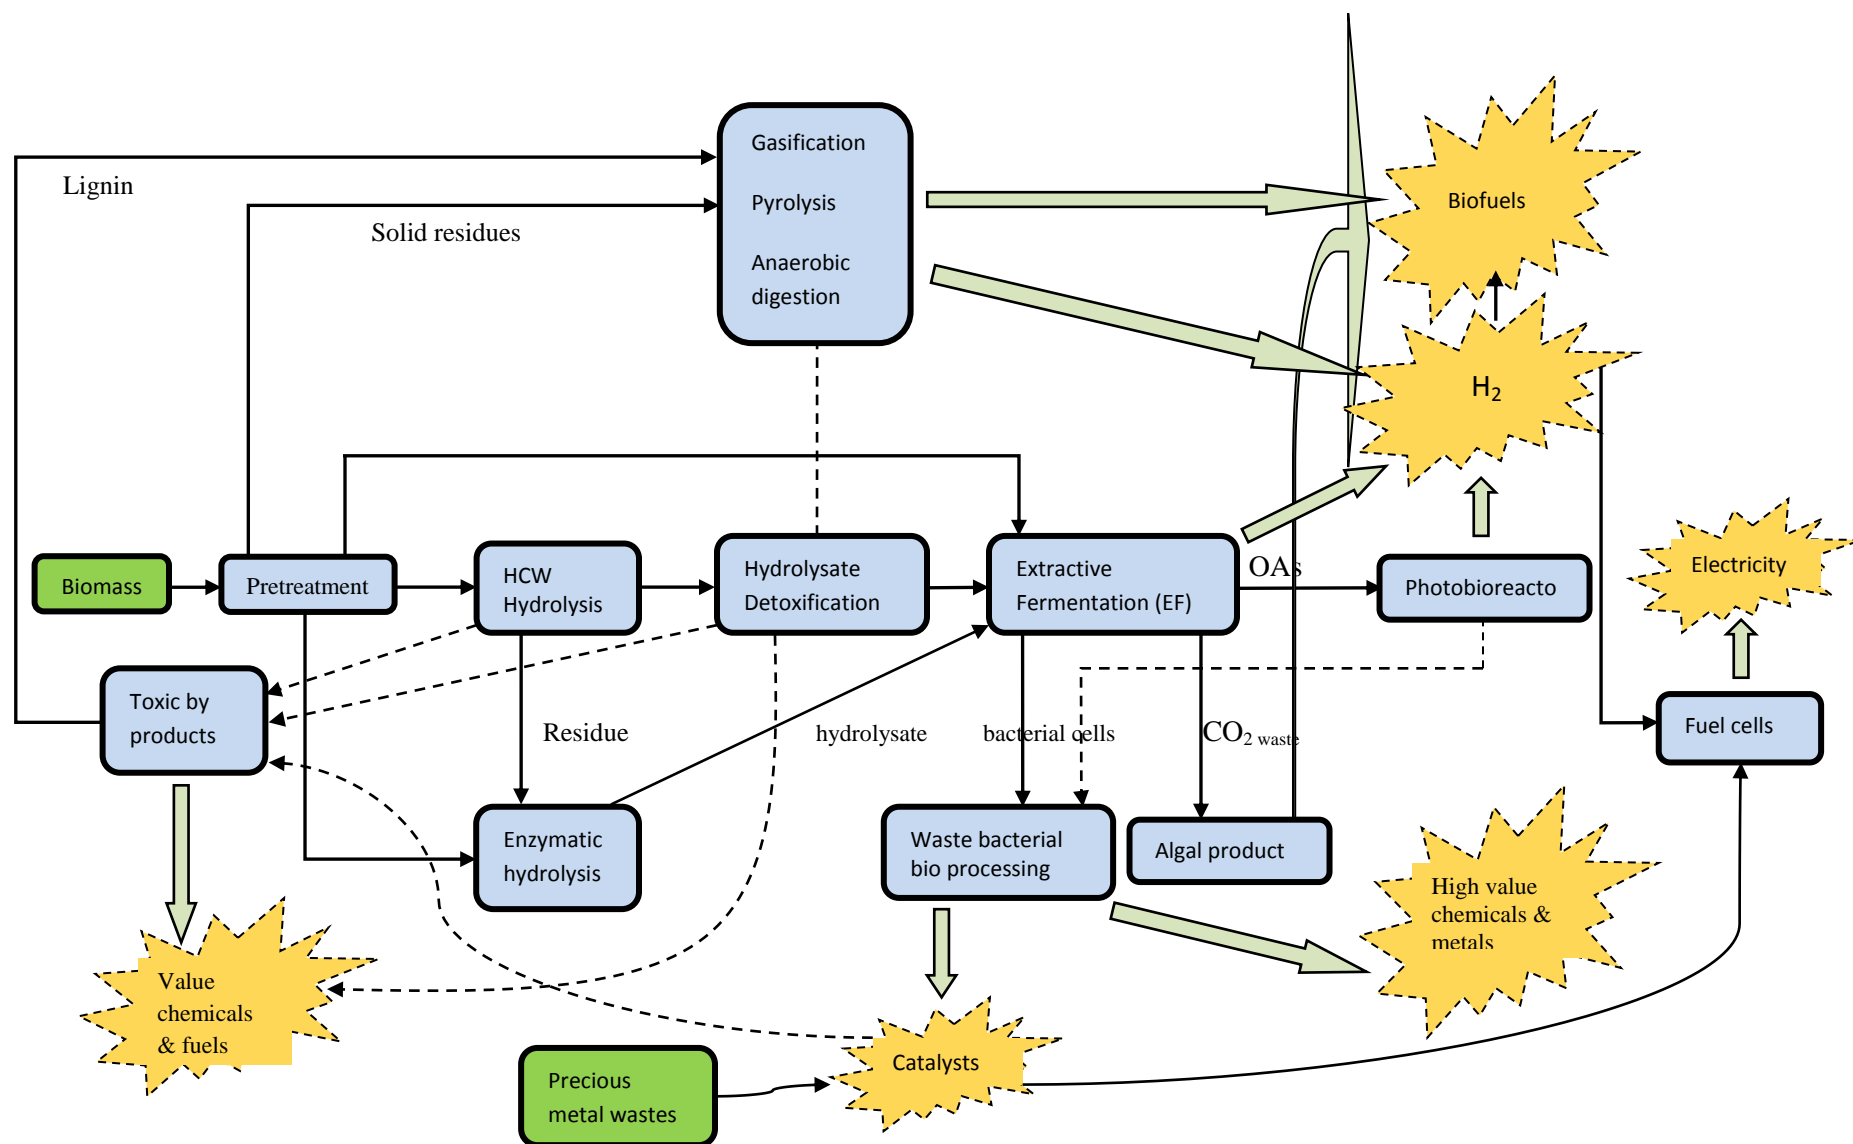 Gasification
Pyrolysis
Anaerobic
digestion
Lignin
Solid residues
Biofuels
H2
Biomass
Pretreatment
HCW
Hydrolysis
Hydrolysate
Detoxification
Extractive
Fermentation (EF)
OAs
Photobioreacto
Electricity
Toxic by
products
Residue
hydrolysate
bacterial cells
CO2 waste
Fuel cells
Enzymatic
hydrolysis
Waste bacterial
bio processing
Algal product
High value
chemicals &
metals
Value
chemicals
& fuels
Catalysts
Precious
metal wastes